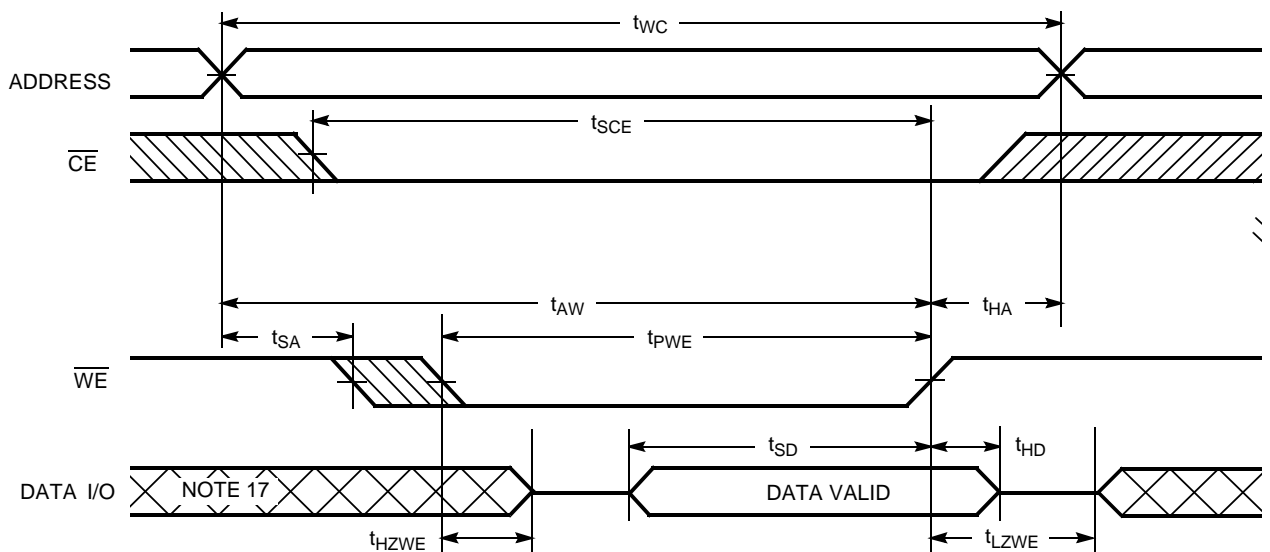 tWC
ADDRESS
tSCE
CE
tAW
tHA
tSA
tPWE
WE
tSD
tHD
DATA I/O
NOTE 17
DATA VALID
tHZWE
tLZWE